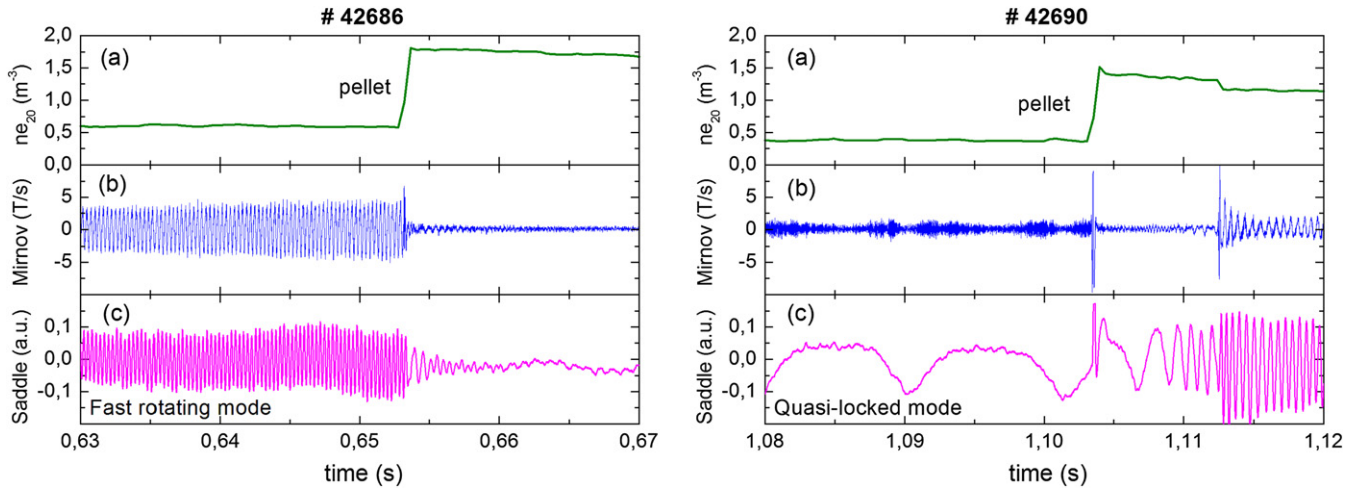 # 42686
(a)
pellet
ne20 (m-3)
2,0
1,5
1,0
0,5
0,0
(b)
Mirnov (T/s)
5
0
-5
(c)
Saddle (a.u.)
0,1
0,0
-0,1
Fast rotating mode
0,63 0,64 0,65 0,66 0,67
time (s)
# 42690
(a)
pellet
ne20 (m-3)
2,0
1,5
1,0
0,5
0,0
(b)
Mirnov (T/s)
5
0
-5
(c)
Saddle (a.u.)
0,1
0,0
-0,1
Quasi-locked mode
1,08 1,09 1,10 1,11 1,12
time (s)